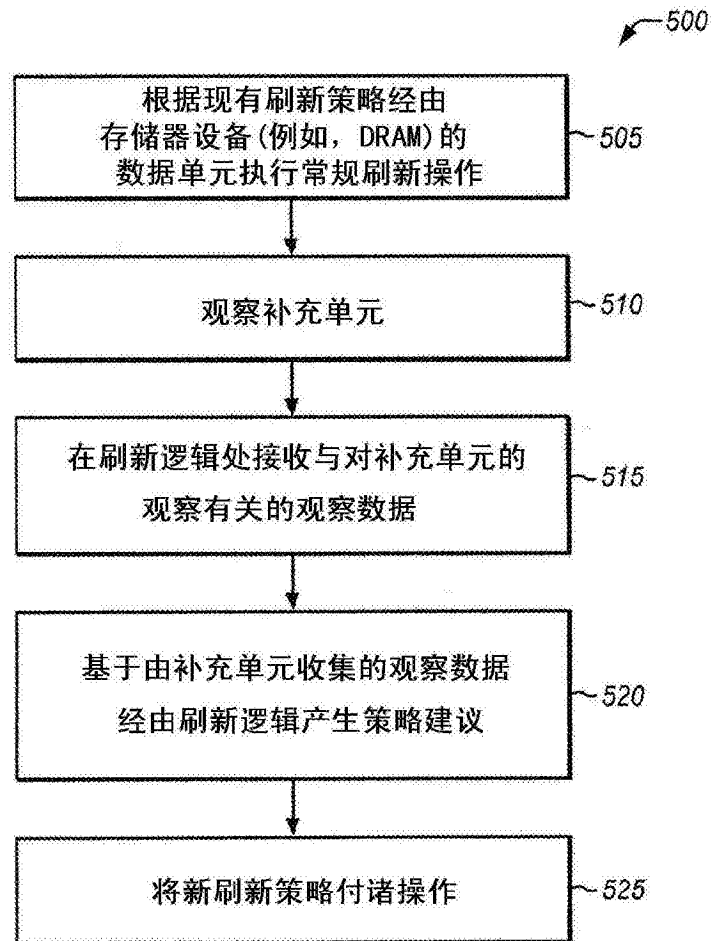 500
根据现有刷新策略经由
存储器设备(例如, DRAM)的
数据单元执行常规刷新操作
505
观察补充单元
510
在刷新逻辑处接收与对补充单元的
观察有关的观察数据
515
基于由补充单元收集的观察数据
经由刷新逻辑产生策略建议
520
将新刷新策略付诸操作
525